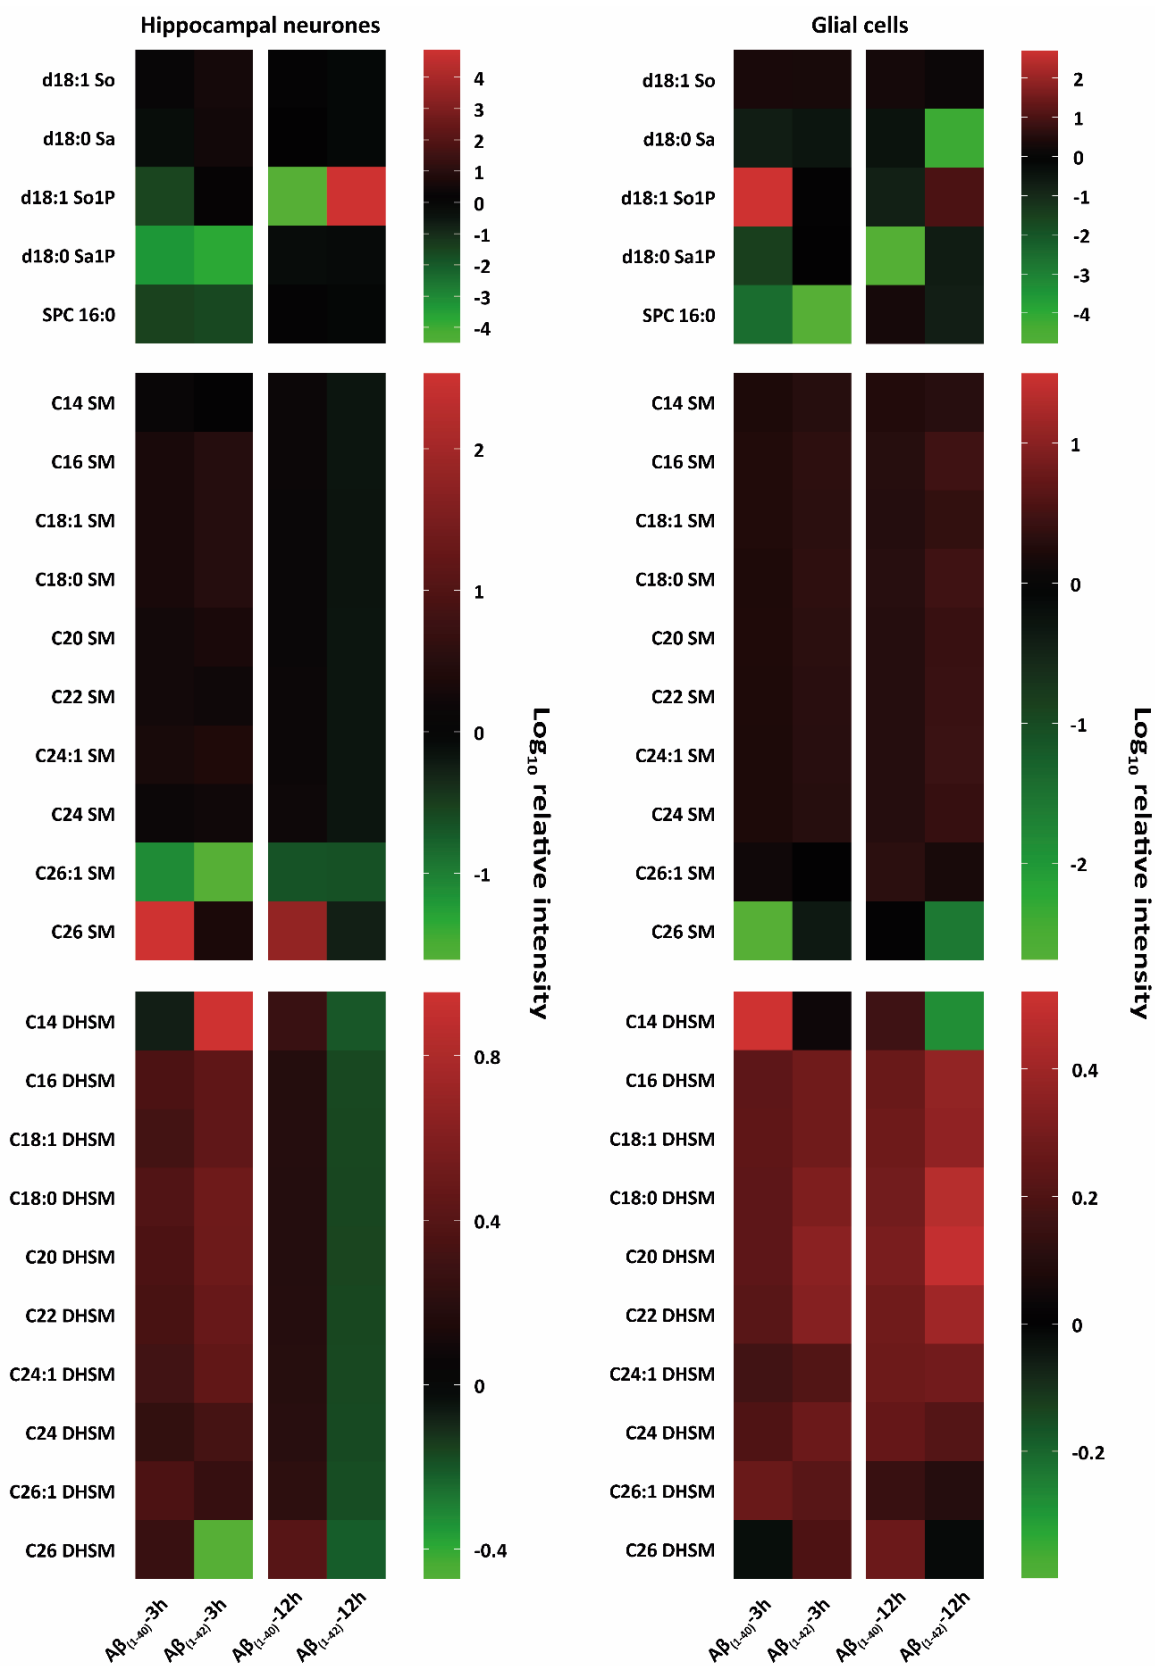 Hippocampal neurones
d18:1 So
d18:0 Sa
d18:1 So1P
d18:0 Sa1P
SPC 16:0
4
3
2
1
0
-1
-2
-3
-4
C14 SM
C16 SM
C18:1 SM
C18:0 SM
C20 SM
C22 SM
C24:1 SM
C24 SM
C26:1 SM
C26 SM
2
1
0
-1
C14 DHSM
C16 DHSM
C18:1 DHSM
C18:0 DHSM
C20 DHSM
C22 DHSM
C24:1 DHSM
C24 DHSM
C26:1 DHSM
C26 DHSM
0.8
0.4
0
-0.4
Aβ(1-40)-3h
Aβ(1-42)-3h
Aβ(1-40)-12h
Aβ(1-42)-12h
Log10 relative intensity
Glial cells
d18:1 So
d18:0 Sa
d18:1 So1P
d18:0 Sa1P
SPC 16:0
2
1
0
-1
-2
-3
-4
C14 SM
C16 SM
C18:1 SM
C18:0 SM
C20 SM
C22 SM
C24:1 SM
C24 SM
C26:1 SM
C26 SM
1
0
-1
-2
C14 DHSM
C16 DHSM
C18:1 DHSM
C18:0 DHSM
C20 DHSM
C22 DHSM
C24:1 DHSM
C24 DHSM
C26:1 DHSM
C26 DHSM
0.4
0.2
0
-0.2
Aβ(1-40)-3h
Aβ(1-42)-3h
Aβ(1-40)-12h
Aβ(1-42)-12h
Log10 relative intensity